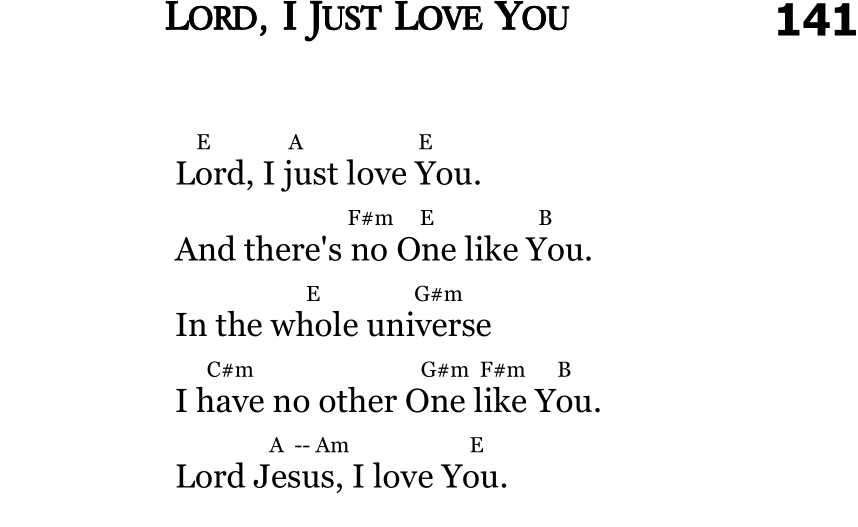 LORD, I JUST LOVE YOU 141
E A E
Lord, I just love You.
F#m E B
And there's no One like You.
E G#m
In the whole universe
C#m G#m F#m B
I have no other One like You.
A -- Am E
Lord Jesus, I love You.